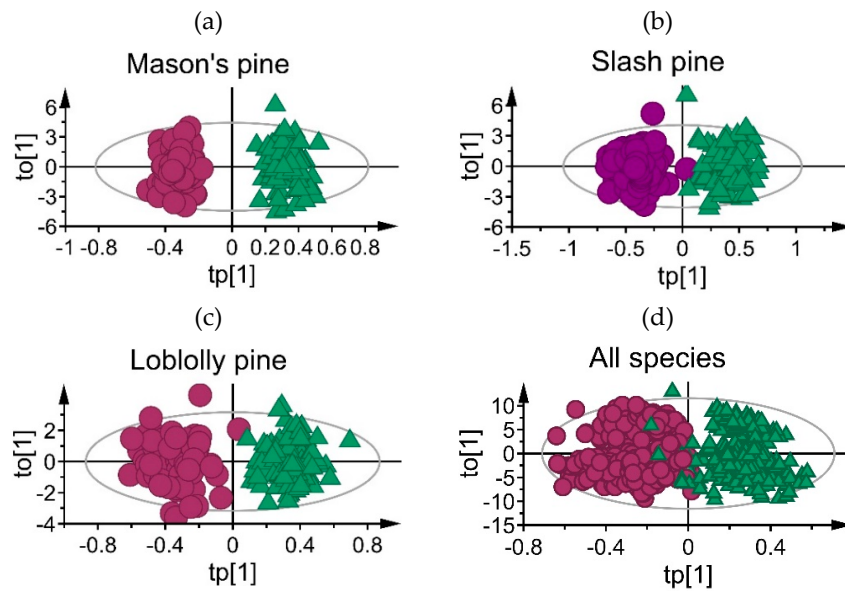 (a)
Mason's pine
to[1]
6
3
0
-3
-6
-1 -0.8 -0.4 0 0.2 0.4 0.6 0.8
tp[1]
(b)
Slash pine
to[1]
6
3
0
-3
-6
-1.5 -1 -0.5 0 0.5 1
tp[1]
(c)
Loblolly pine
to[1]
2
0
-2
-4
-0.8 -0.4 0 0.4 0.8
tp[1]
(d)
All species
to[1]
10
5
0
-5
-10
-15
-0.8 -0.4 0 0.4
tp[1]